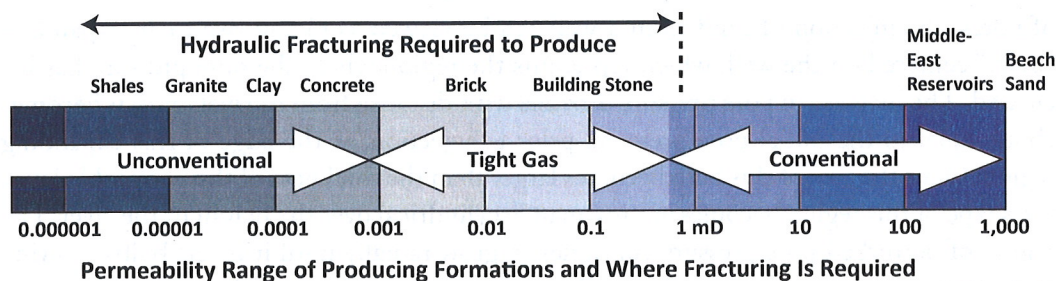 Hydraulic Fracturing Required to Produce
Middle-
East
Reservoirs
Beach
Sand
Shales Granite Clay Concrete Brick Building Stone
Unconventional Tight Gas Conventional
0.000001 0.00001 0.0001 0.001 0.01 0.1 1 mD 10 100 1,000
Permeability Range of Producing Formations and Where Fracturing Is Required